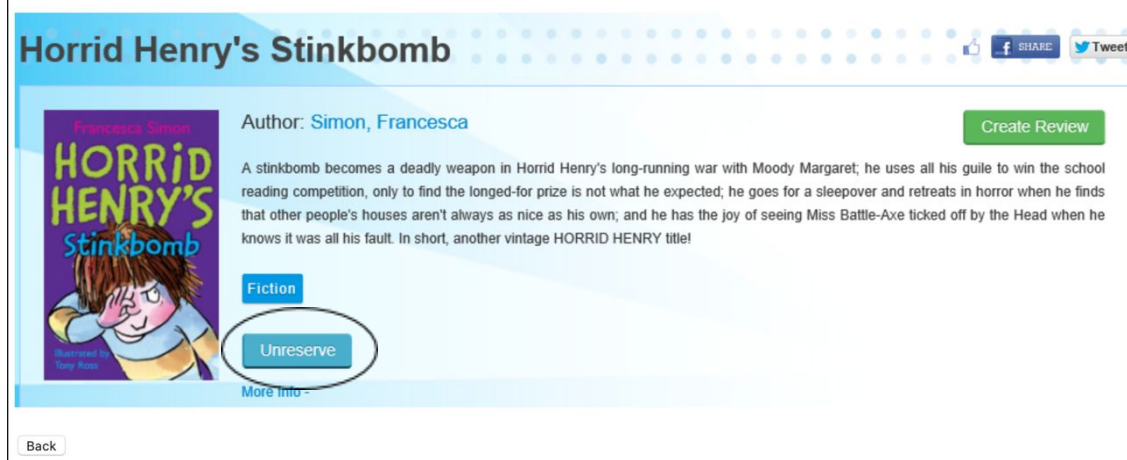 Horrid Henry's Stinkbomb
SHARE
Tweet
Francesca Simon
HORRiD
HENRY'S
Stinkbomb
Illustrated by
Tony Ross
Author: Simon, Francesca
Create Review
A stinkbomb becomes a deadly weapon in Horrid Henry's long-running war with Moody Margaret; he uses all his guile to win the school
reading competition, only to find the longed-for prize is not what he expected; he goes for a sleepover and retreats in horror when he finds
that other people's houses aren't always as nice as his own; and he has the joy of seeing Miss Battle-Axe ticked off by the Head when he
knows it was all his fault. In short, another vintage HORRID HENRY title!
Fiction
Unreserve
More Info -
Back